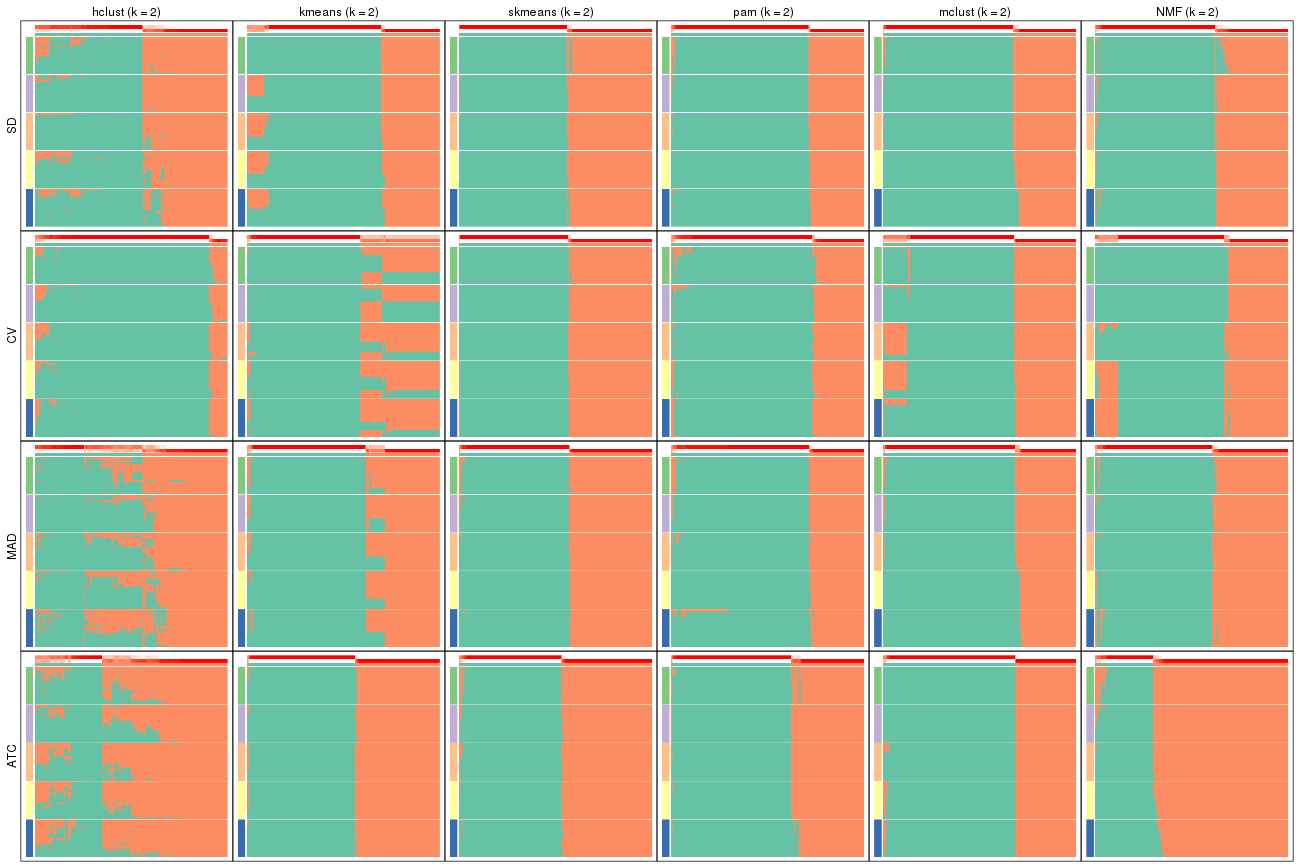 hclust (k = 2) kmeans (k = 2) skmeans (k = 2) pam (k = 2) mclust (k = 2) NMF (k = 2)
SD
CV
MAD
ATC